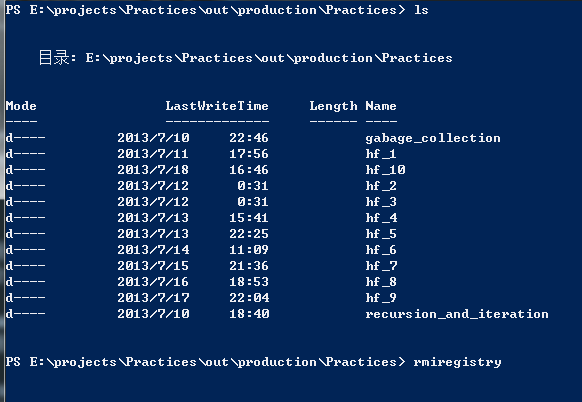 PS E:\projects\Practices\out\production\Practices> ls
目录: E:\projects\Practices\out\production\Practices
Mode LastWriteTime Length Name
---- ------------- ------ ----
d---- 2013/7/10 22:46 gabage_collection
d---- 2013/7/11 17:56 hf_1
d---- 2013/7/18 16:46 hf_10
d---- 2013/7/12 0:31 hf_2
d---- 2013/7/12 0:31 hf_3
d---- 2013/7/13 15:41 hf_4
d---- 2013/7/13 22:25 hf_5
d---- 2013/7/14 11:09 hf_6
d---- 2013/7/15 21:36 hf_7
d---- 2013/7/16 18:53 hf_8
d---- 2013/7/17 22:04 hf_9
d---- 2013/7/10 18:40 recursion_and_iteration
PS E:\projects\Practices\out\production\Practices> rmiregistry